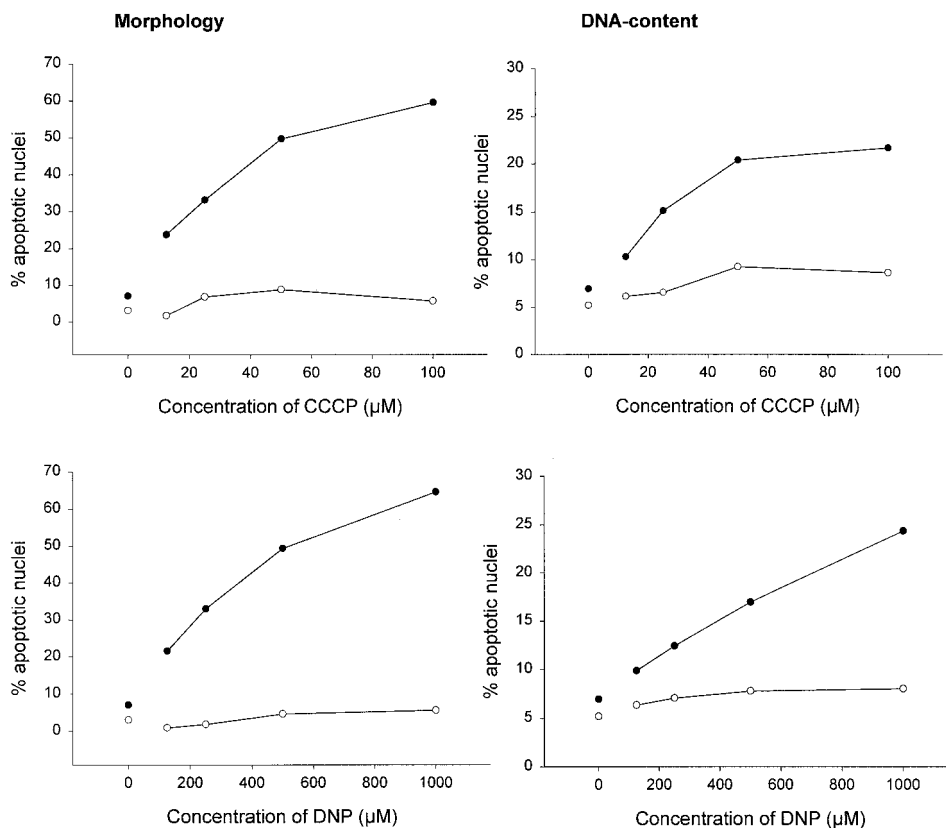 Morphology
DNA-content
70
60
50
40
30
20
10
0
% apoptotic nuclei
0 20 40 60 80 100
Concentration of CCCP (µM)
30
25
20
15
10
5
0
% apoptotic nuclei
0 20 40 60 80 100
Concentration of CCCP (µM)
70
60
50
40
30
20
10
0
% apoptotic nuclei
0 200 400 600 800 1000
Concentration of DNP (µM)
30
25
20
15
10
5
0
% apoptotic nuclei
0 200 400 600 800 1000
Concentration of DNP (µM)